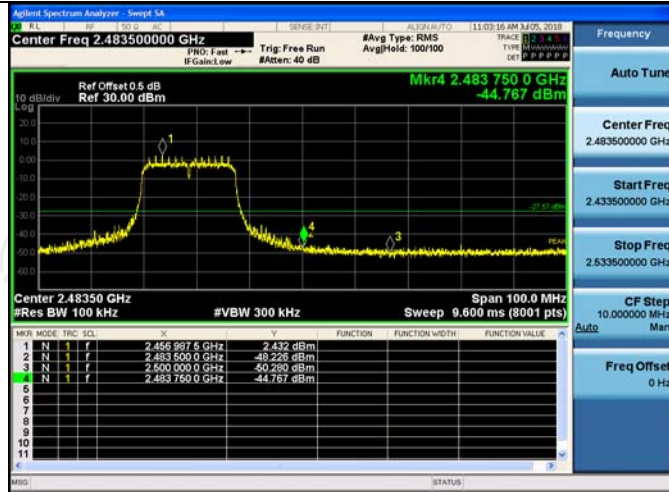 Agilent Spectrum Analyzer - Swept SA
RL RF 50 Ω AC SENSE:INT ALIGN AUTO 11:03:16 AM Jul 05, 2018
Center Freq 2.483500000 GHz
PNO: Fast
IFGain:Low
Trig: Free Run
#Atten: 40 dB
#Avg Type: RMS
Avg|Hold: 100/100
TRACE 1 2 3 4 5 6
TYPE M
DET P P P P P P
Ref Offset 0.5 dB
10 dB/div Ref 30.00 dBm
Log
Mkr4 2.483 750 0 GHz
-44.767 dBm
20.0
10.0
0.00
-10.0
-20.0
-30.0
-40.0
-50.0
-60.0
1
4
3
-27.57 dBm
PEAK
Center 2.48350 GHz Span 100.0 MHz
#Res BW 100 kHz #VBW 300 kHz Sweep 9.600 ms (8001 pts)
MKR MODE TRC SCL X Y FUNCTION FUNCTION WIDTH FUNCTION VALUE
1 N 1 f 2.456 987 5 GHz 2.432 dBm
2 N 1 f 2.483 500 0 GHz -48.226 dBm
3 N 1 f 2.500 000 0 GHz -50.280 dBm
4 N 1 f 2.483 750 0 GHz -44.767 dBm
5
6
7
8
9
10
11
MSG STATUS
Frequency
Auto Tune
Center Freq
2.483500000 GHz
Start Freq
2.433500000 GHz
Stop Freq
2.533500000 GHz
CF Step
10.000000 MHz
Auto Man
Freq Offset
0 Hz